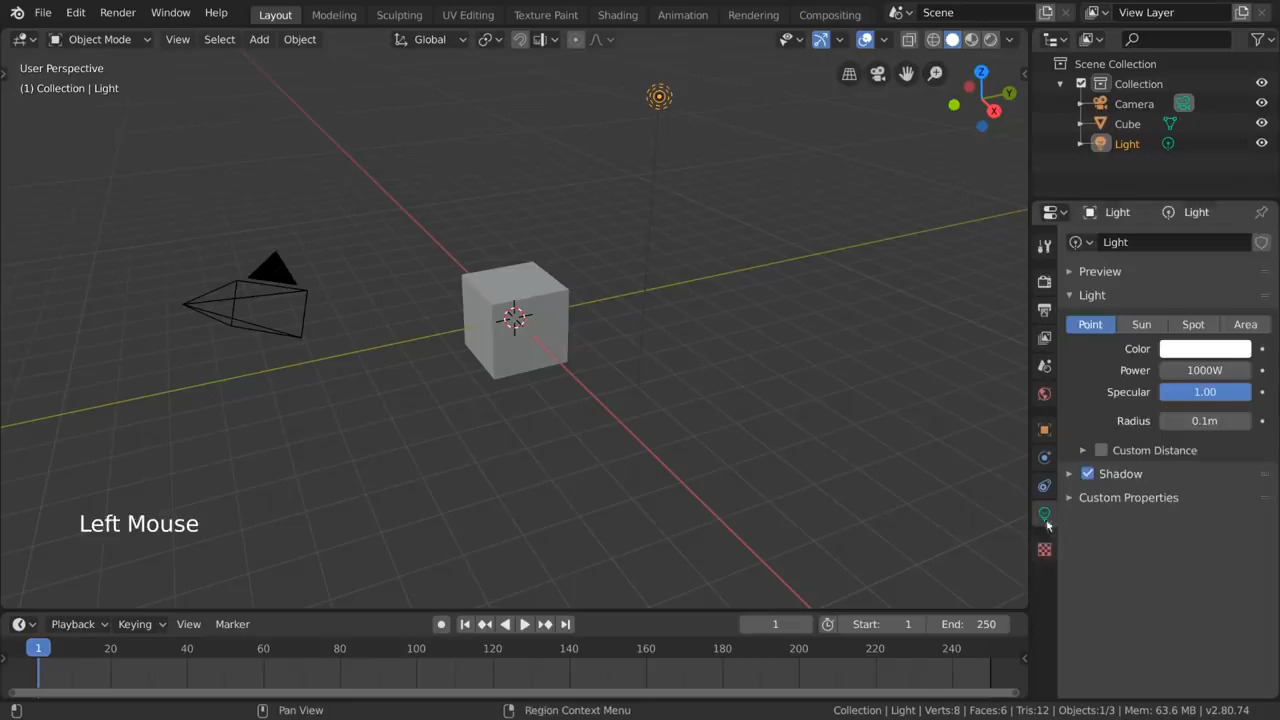 File Edit Render Window Help Layout Modeling Sculpting UV Editing Texture Paint Shading Animation Rendering Compositing Scene View Layer
Object Mode View Select Add Object Global
User Perspective
(1) Collection | Light
Z
Y
X
Left Mouse
Scene Collection
Collection
Camera
Cube
Light
Light Light
Light
Preview
Light
Point Sun Spot Area
Color
Power 1000W
Specular 1.00
Radius 0.1m
Custom Distance
Shadow
Custom Properties
Playback Keying View Marker 1 Start: 1 End: 250
1 20 40 60 80 100 120 140 160 180 200 220 240
Pan View Region Context Menu Collection | Light | Verts:8 | Faces:6 | Tris:12 | Objects:1/3 | Mem: 63.6 MB | v2.80.74